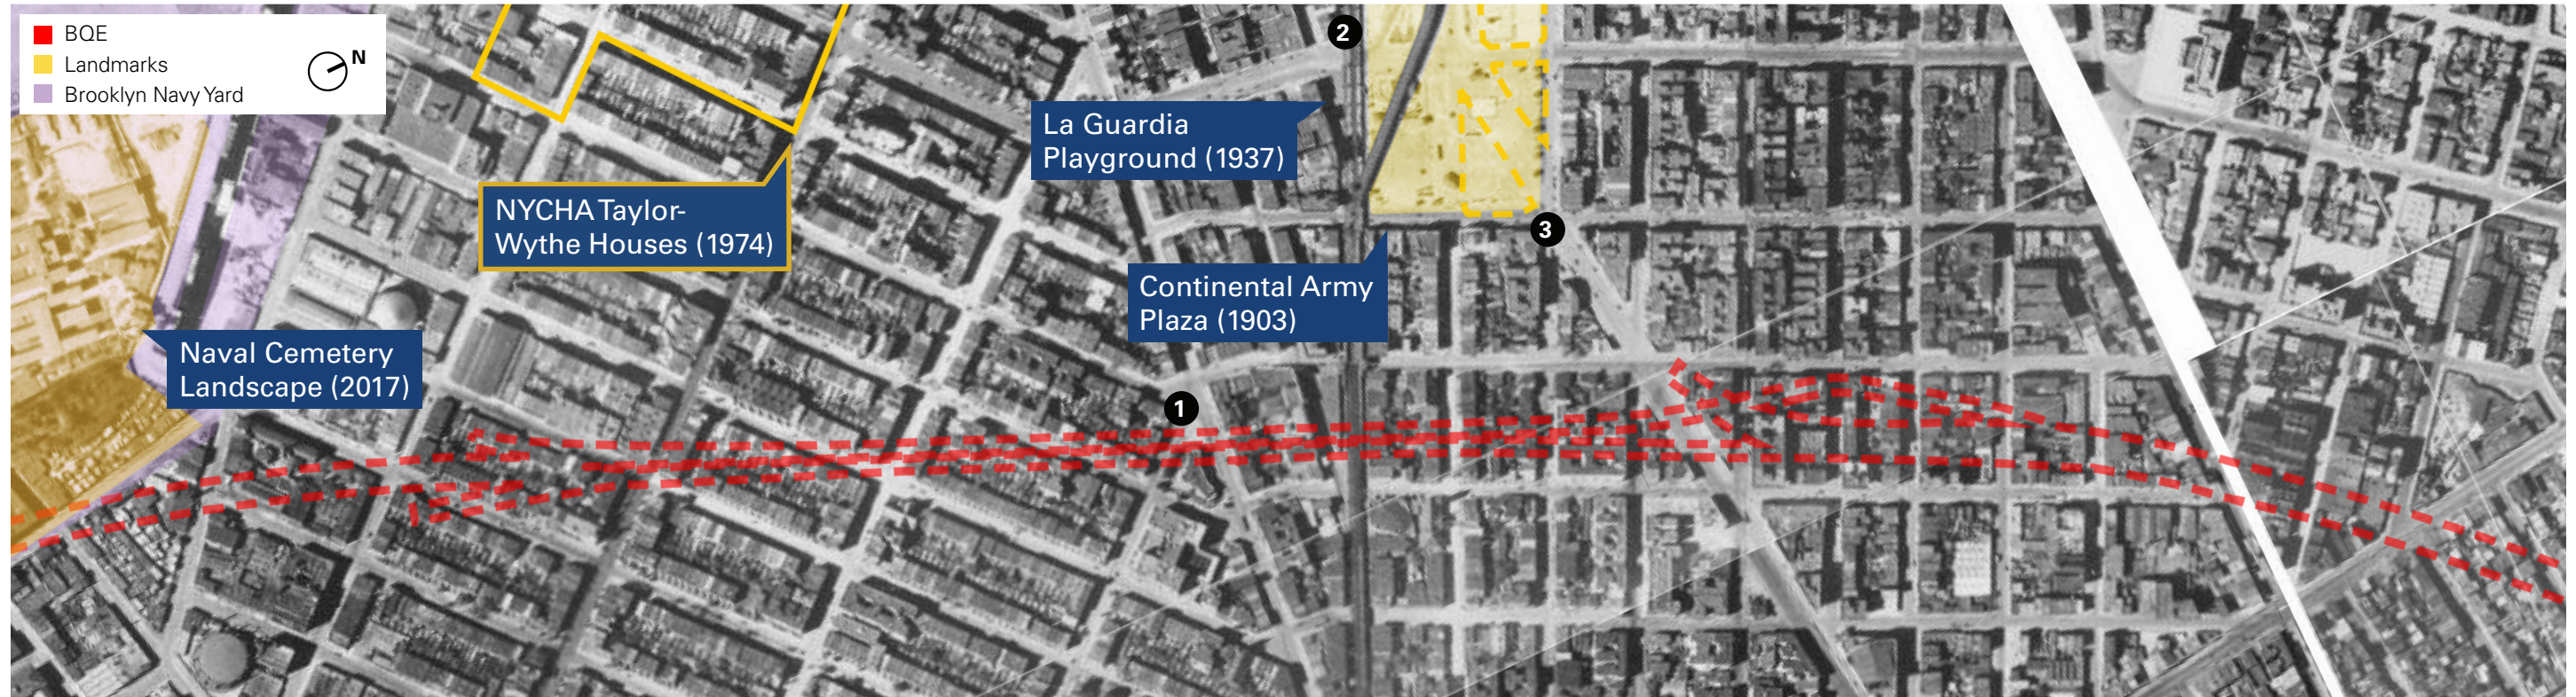 BQE
Landmarks
Brooklyn Navy Yard
N
2
La Guardia
Playground (1937)
NYCHA Taylor-
Wythe Houses (1974)
3
Continental Army
Plaza (1903)
Naval Cemetery
Landscape (2017)
1